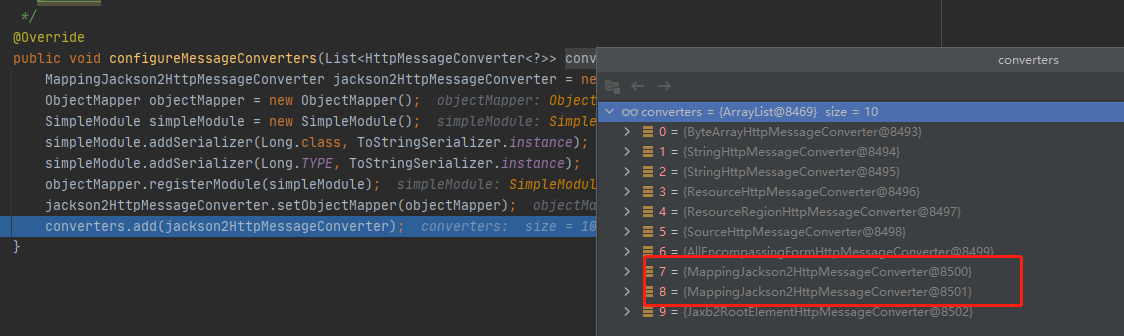 */
@Override
public void configureMessageConverters(List<HttpMessageConverter<?>> conv
MappingJackson2HttpMessageConverter jackson2HttpMessageConverter = ne
ObjectMapper objectMapper = new ObjectMapper(); objectMapper: Object
SimpleModule simpleModule = new SimpleModule(); simpleModule: Simple
simpleModule.addSerializer(Long.class, ToStringSerializer.instance);
simpleModule.addSerializer(Long.TYPE, ToStringSerializer.instance);
objectMapper.registerModule(simpleModule); simpleModule: SimpleModul
jackson2HttpMessageConverter.setObjectMapper(objectMapper); objectMa
converters.add(jackson2HttpMessageConverter); converters: size = 10
}
converters
converters = {ArrayList@8469} size = 10
0 = {ByteArrayHttpMessageConverter@8493}
1 = {StringHttpMessageConverter@8494}
2 = {StringHttpMessageConverter@8495}
3 = {ResourceHttpMessageConverter@8496}
4 = {ResourceRegionHttpMessageConverter@8497}
5 = {SourceHttpMessageConverter@8498}
6 = {AllEncompassingFormHttpMessageConverter@8499}
7 = {MappingJackson2HttpMessageConverter@8500}
8 = {MappingJackson2HttpMessageConverter@8501}
9 = {Jaxb2RootElementHttpMessageConverter@8502}